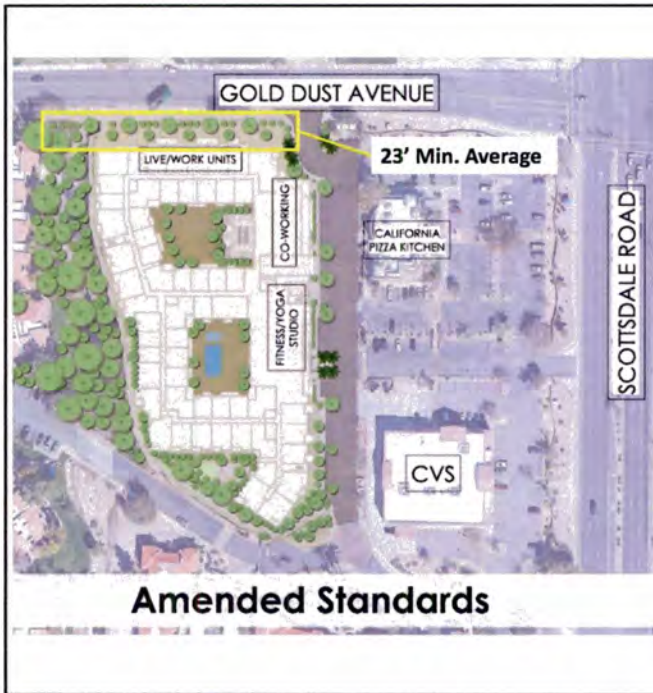 GOLD DUST AVENUE
23' Min. Average
LIVE/WORK UNITS
CO-WORKING
CALIFORNIA
PIZZA KITCHEN
SCOTTSDALE ROAD
FITNESS/YOGA
STUDIO
CVS
Amended Standards